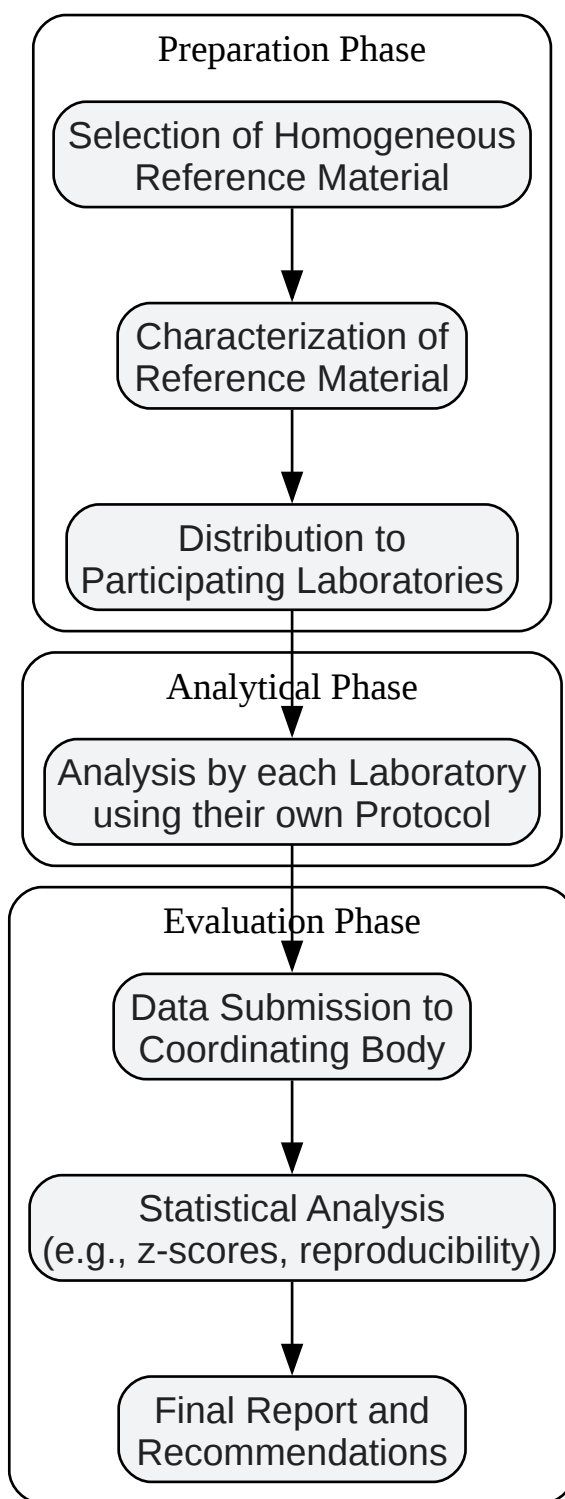 Preparation Phase
Selection of Homogeneous
Reference Material
Characterization of
Reference Material
Distribution to
Participating Laboratories
Analytical Phase
Analysis by each Laboratory
using their own Protocol
Evaluation Phase
Data Submission to
Coordinating Body
Statistical Analysis
(e.g., z-scores, reproducibility)
Final Report and
Recommendations